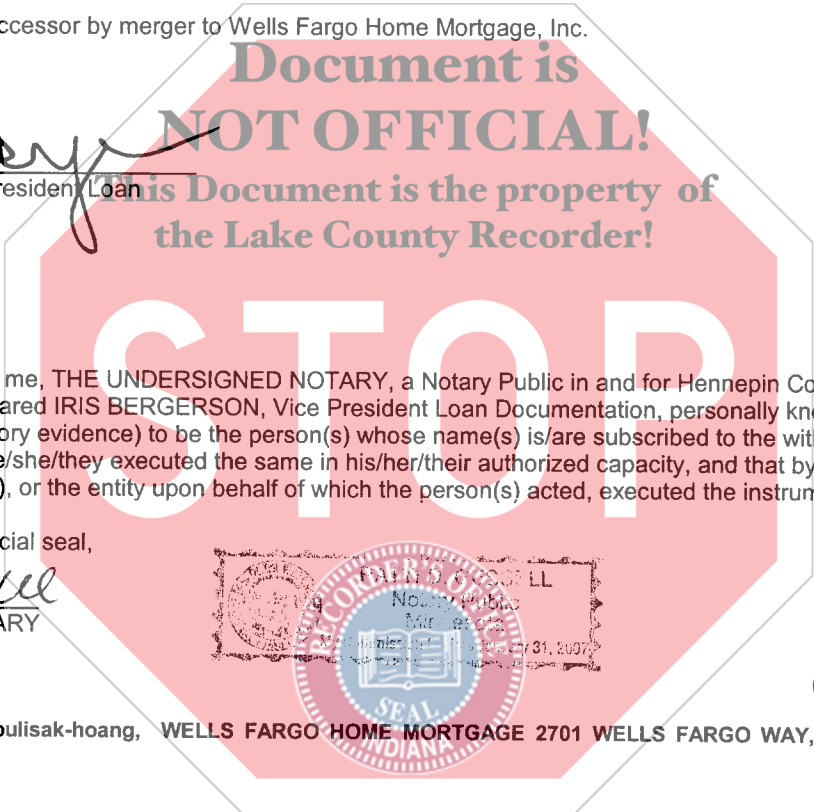 ccessor by merger to Wells Fargo Home Mortgage, Inc.
Document is
NOT OFFICIAL!
This Document is the property of
the Lake County Recorder!
resident Loan
STOP
me, THE UNDERSIGNED NOTARY, a Notary Public in and for Hennepin Co
ared IRIS BERGERSON, Vice President Loan Documentation, personally kn
ory evidence) to be the person(s) whose name(s) is/are subscribed to the wit
e/she/they executed the same in his/her/their authorized capacity, and that by
), or the entity upon behalf of which the person(s) acted, executed the instrum
cial seal,
ARY
Notary Public
31, 2007
RECORDER'S OFFICE
SEAL
INDIANA
oulisak-hoang, WELLS FARGO HOME MORTGAGE 2701 WELLS FARGO WAY,